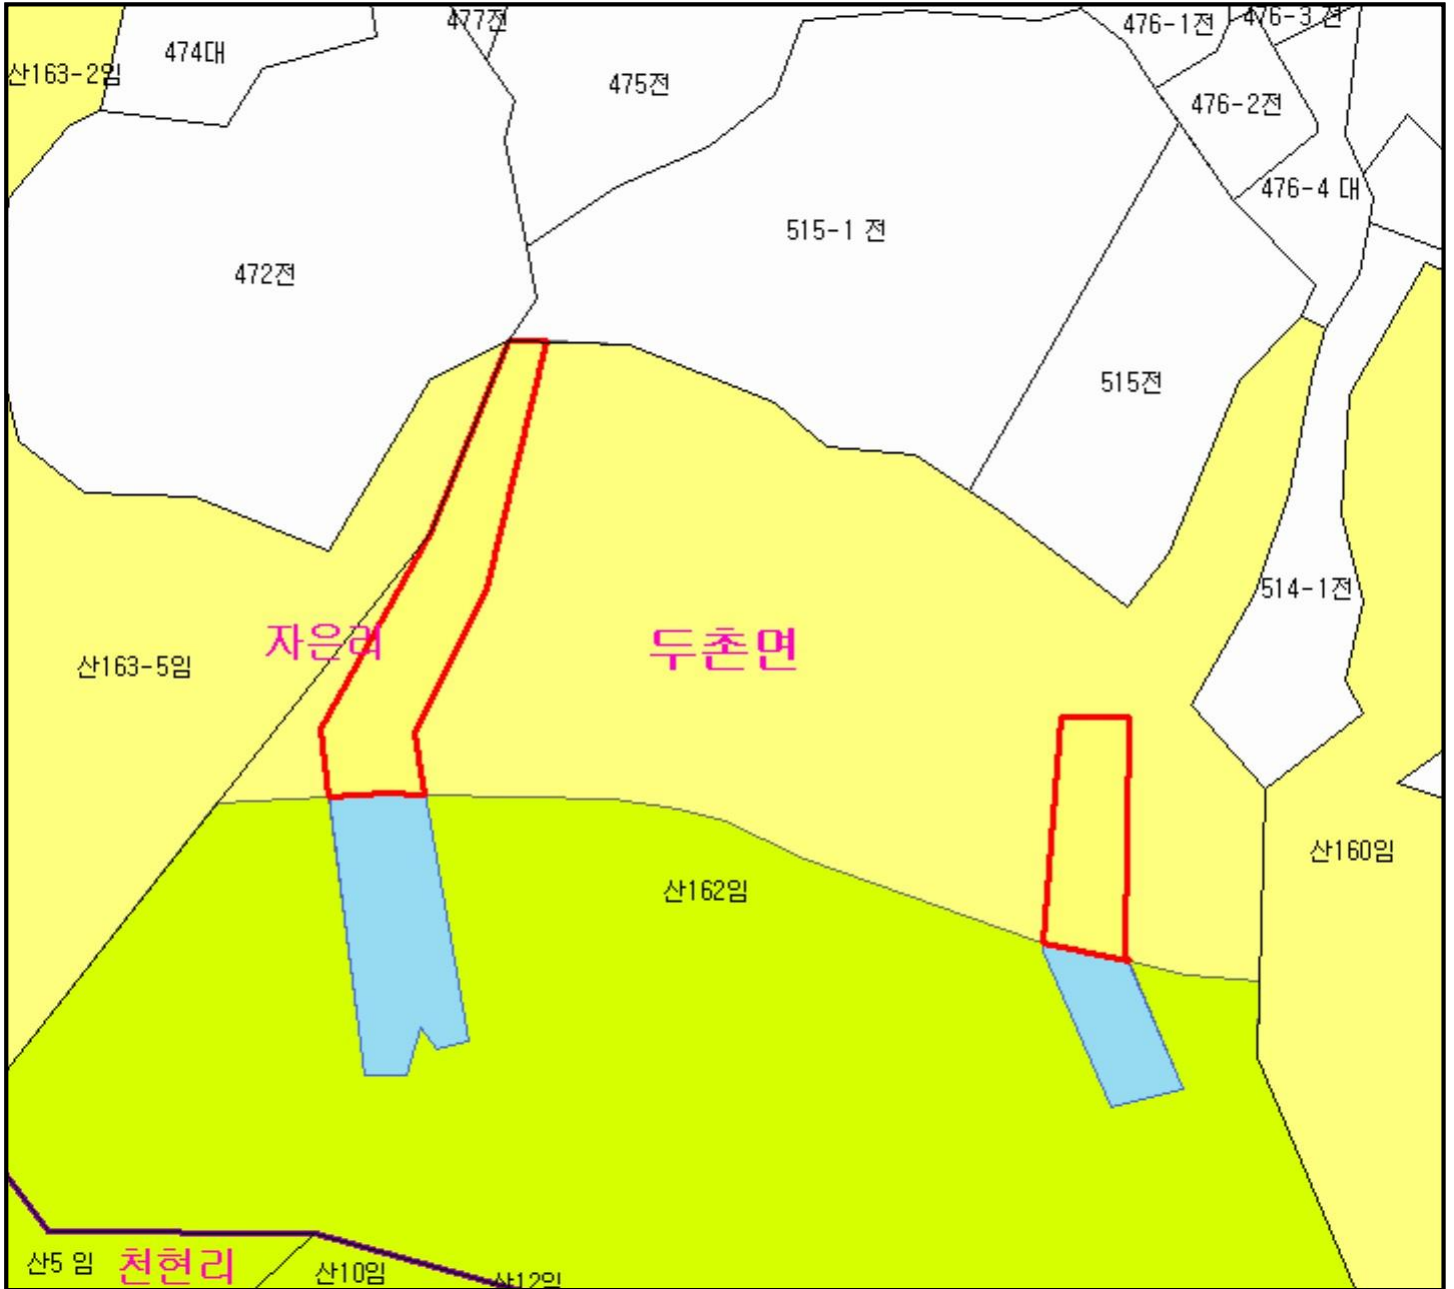 477전
476-1전
476-3 전
474대
산163-2임
475전
476-2전
476-4 대
515-1 전
472전
515전
514-1전
자은리
두촌면
산163-5임
산160임
산162임
산5 임
천현리
산10임
산12임